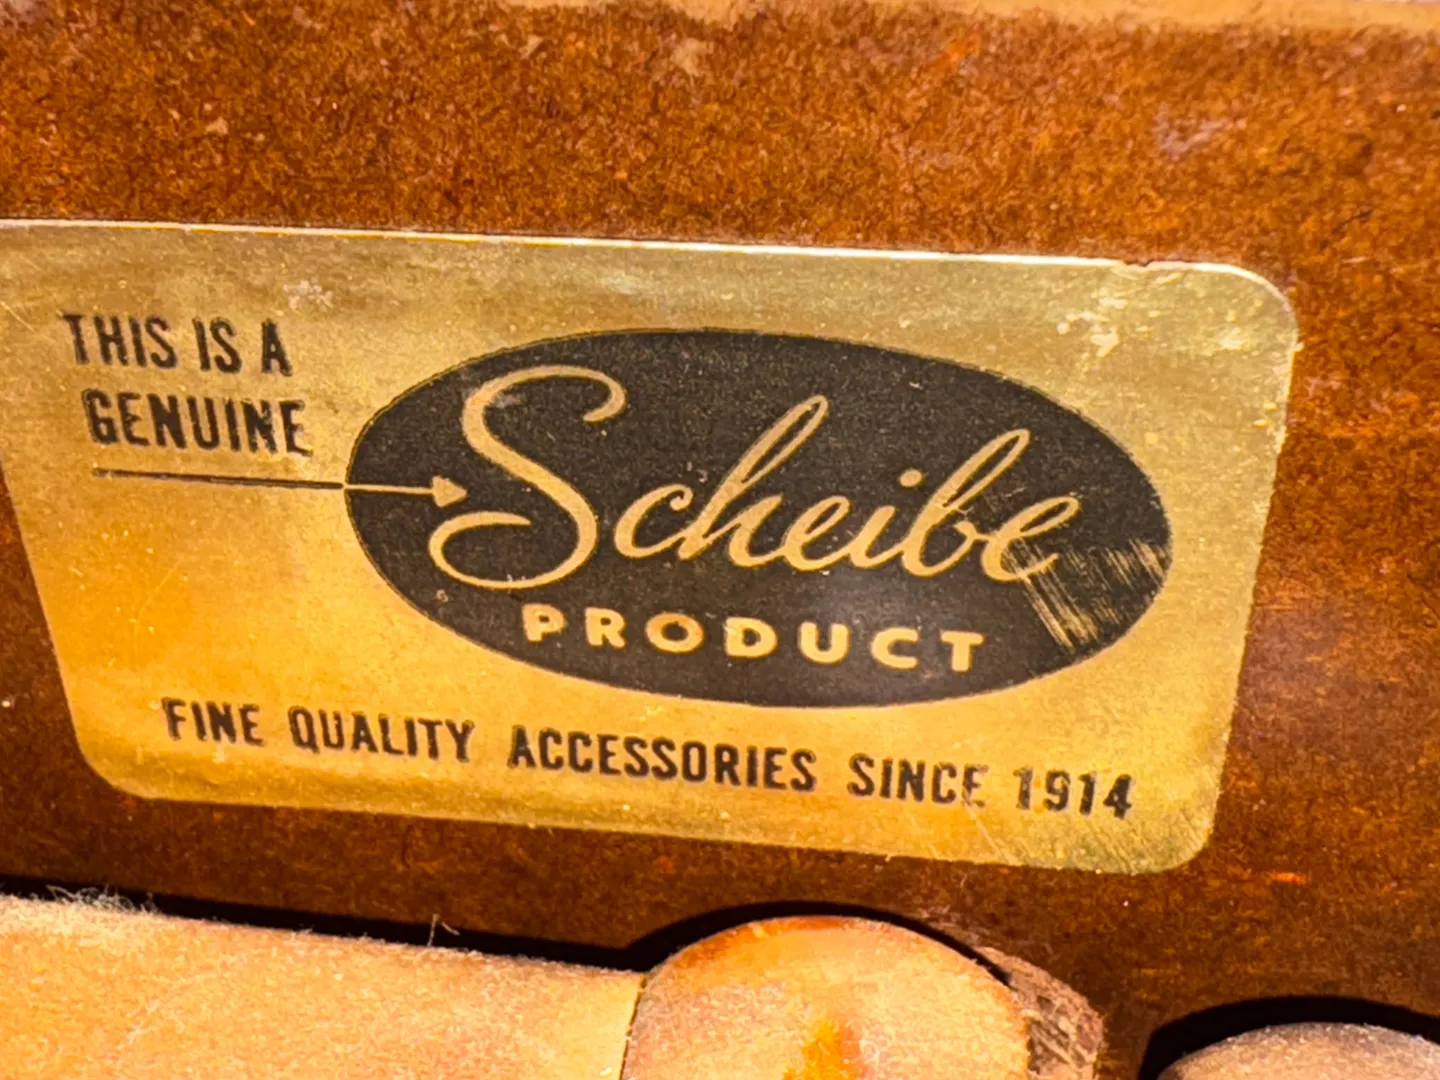 THIS IS A
GENUINE
Scheibe
PRODUCT
FINE QUALITY ACCESSORIES SINCE 1914